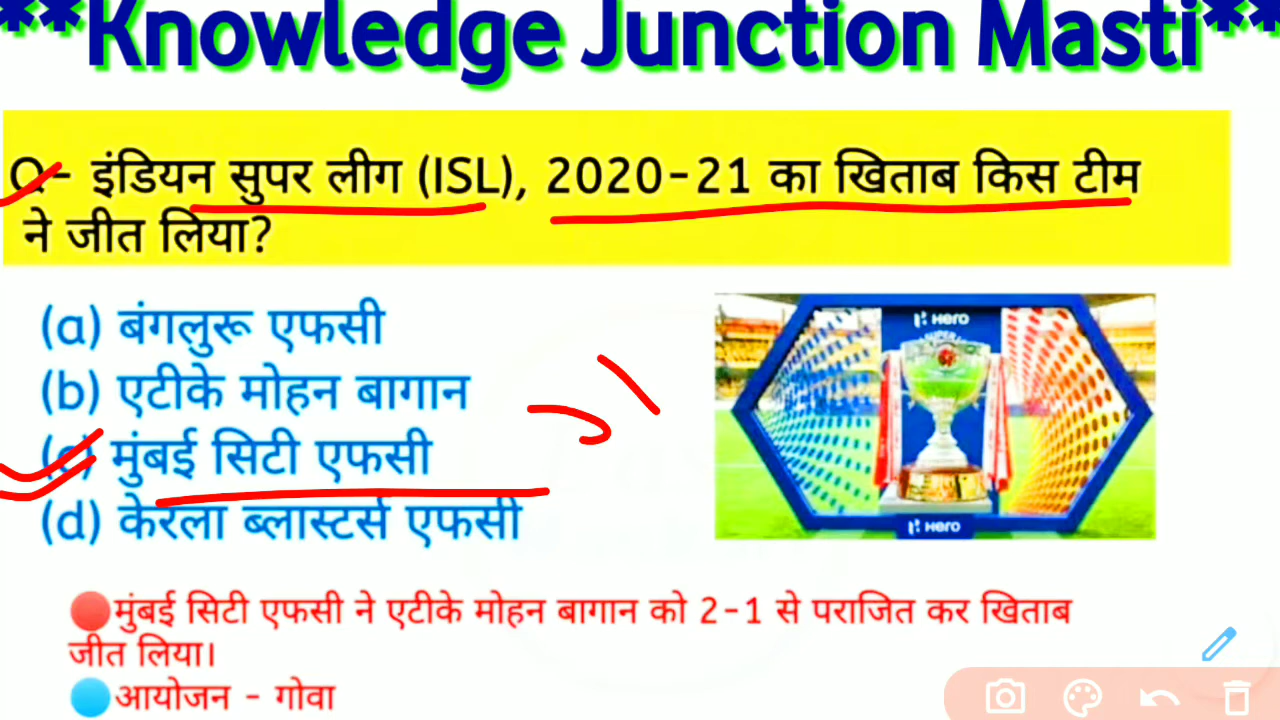 **Knowledge Junction Masti**
Q- इंडियन सुपर लीग (ISL), 2020-21 का खिताब किस टीम
ने जीत लिया?
(a) बंगलुरू एफसी
(b) एटीके मोहन बागान
(c) मुंबई सिटी एफसी
(d) केरला ब्लास्टर्स एफसी
Hero
SUPER
Hero
मुंबई सिटी एफसी ने एटीके मोहन बागान को 2-1 से पराजित कर खिताब
जीत लिया।
आयोजन - गोवा